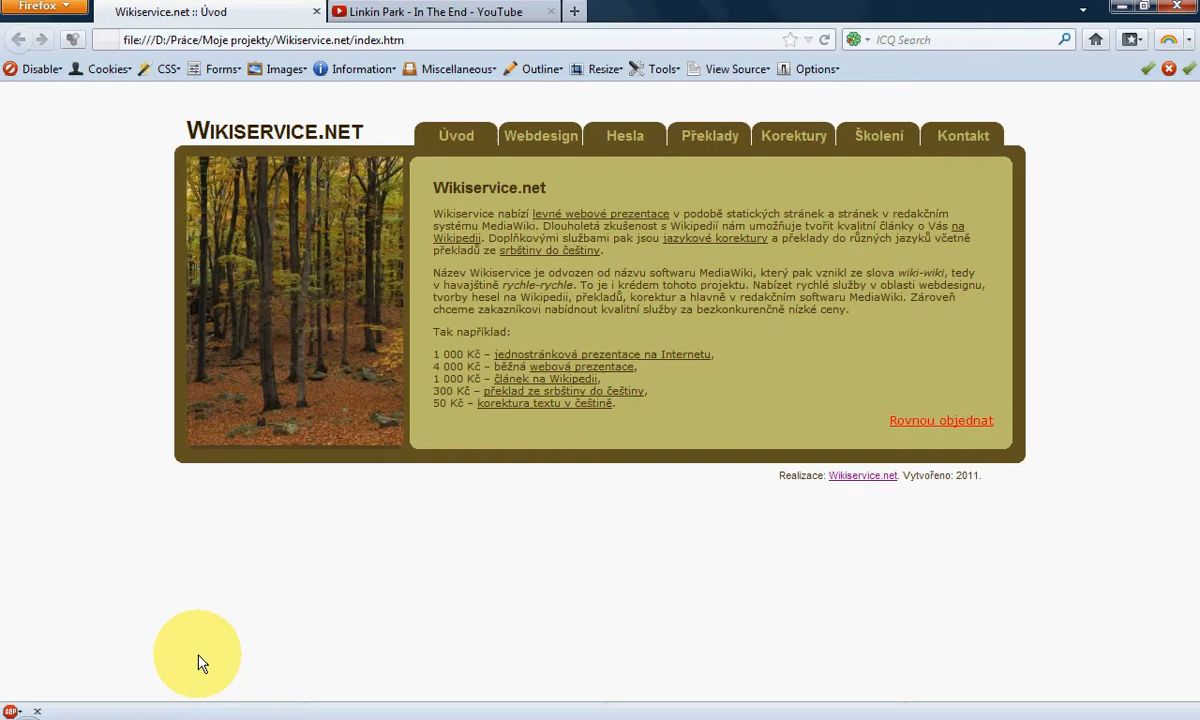 Firefox
Wikiservice.net :: Úvod
Linkin Park - In The End - YouTube
file:///D:/Práce/Moje projekty/Wikiservice.net/index.htm
ICQ Search
Disable Cookies CSS Forms Images Information Miscellaneous Outline Resize Tools View Source Options
WIKISERVICE.NET
Úvod Webdesign Hesla Překlady Korektury Školení Kontakt
Wikiservice.net
Wikiservice nabízí levné webové prezentace v podobě statických stránek a stránek v redakčním
systému MediaWiki. Dlouholetá zkušenost s Wikipedií nám umožňuje tvořit kvalitní články o Vás na
Wikipedii. Doplňkovými službami pak jsou jazykové korektury a překlady do různých jazyků včetně
překladů ze srbštiny do češtiny.
Název Wikiservice je odvozen od názvu softwaru MediaWiki, který pak vznikl ze slova wiki-wiki, tedy
v havajštině rychle-rychle. To je i krédem tohoto projektu. Nabízet rychlé služby v oblasti webdesignu,
tvorby hesel na Wikipedii, překladů, korektur a hlavně v redakčním softwaru MediaWiki. Zároveň
chceme zakazníkovi nabídnout kvalitní služby za bezkonkurenčně nízké ceny.
Tak například:
1 000 Kč – jednostránková prezentace na Internetu,
4 000 Kč – běžná webová prezentace,
1 000 Kč – článek na Wikipedii,
300 Kč – překlad ze srbštiny do češtiny,
50 Kč – korektura textu v češtině.
Rovnou objednat
Realizace: Wikiservice.net. Vytvořeno: 2011.
ABP